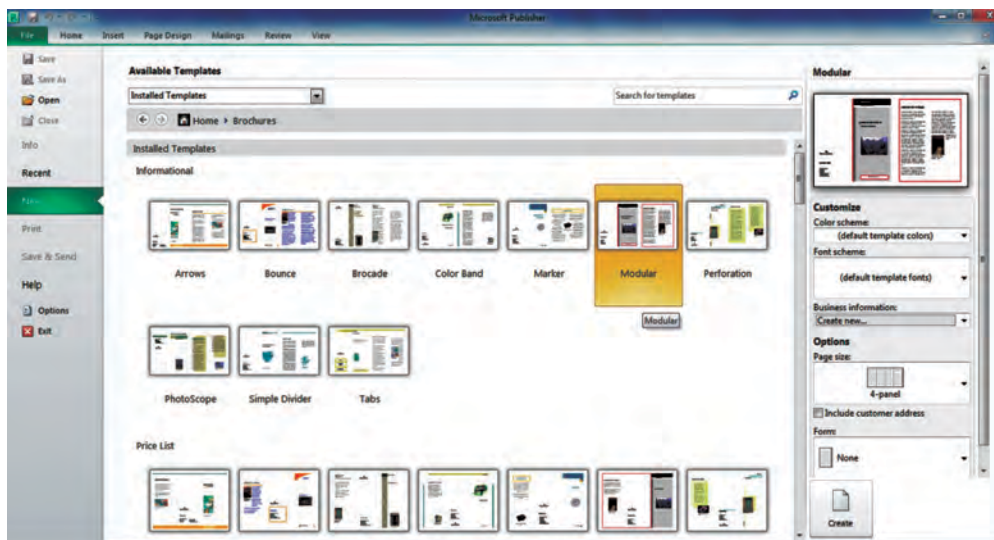 Microsoft Publisher
File Home Insert Page Design Mailings Review View
Save
Save As
Open
Close
Info
Recent
New
Print
Save & Send
Help
Options
Exit
Available Templates
Installed Templates
Search for templates
Home Brochures
Installed Templates
Informational
Arrows Bounce Brocade Color Band Marker Modular Perforation
Modular
PhotoScope Simple Divider Tabs
Price List
Modular
Customize
Color scheme:
(default template colors)
Font scheme:
(default template fonts)
Business information:
Create new...
Options
Page size:
4-panel
Include customer address
Form:
None
Create